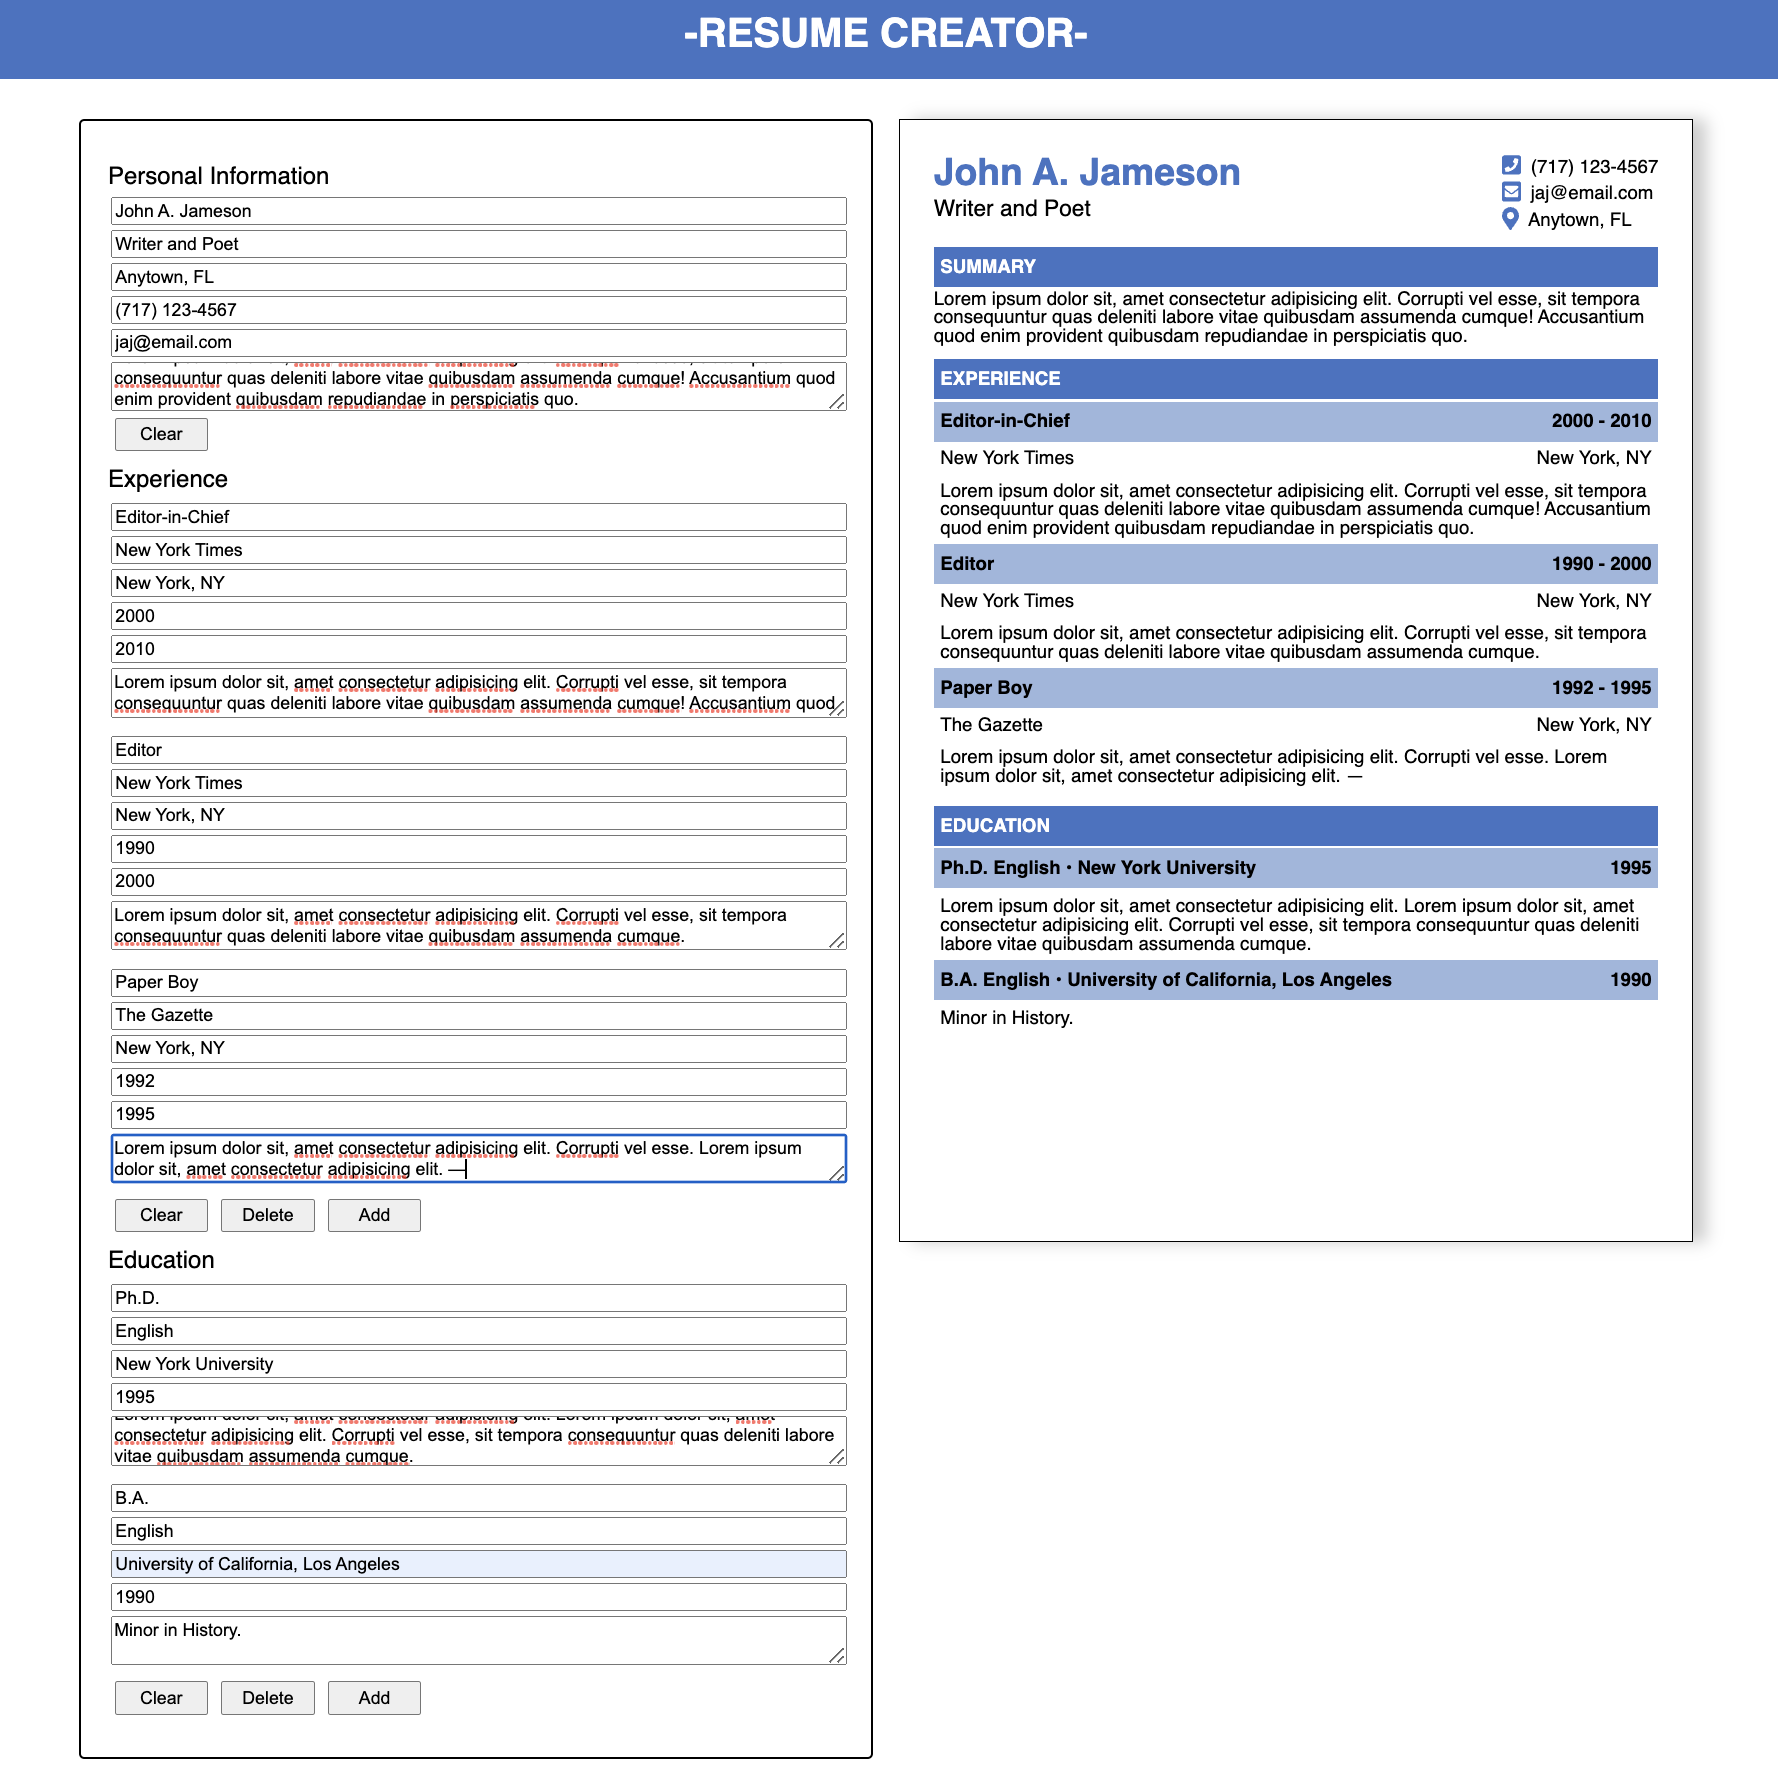 -RESUME CREATOR-
Personal Information
John A. Jameson
Writer and Poet
Anytown, FL
(717) 123-4567
jaj@email.com
consequuntur quas deleniti labore vitae quibusdam assumenda cumque! Accusantium quod
enim provident quibusdam repudiandae in perspiciatis quo.
Clear
Experience
Editor-in-Chief
New York Times
New York, NY
2000
2010
Lorem ipsum dolor sit, amet consectetur adipisicing elit. Corrupti vel esse, sit tempora
consequuntur quas deleniti labore vitae quibusdam assumenda cumque! Accusantium quod
Editor
New York Times
New York, NY
1990
2000
Lorem ipsum dolor sit, amet consectetur adipisicing elit. Corrupti vel esse, sit tempora
consequuntur quas deleniti labore vitae quibusdam assumenda cumque.
Paper Boy
The Gazette
New York, NY
1992
1995
Lorem ipsum dolor sit, amet consectetur adipisicing elit. Corrupti vel esse. Lorem ipsum
dolor sit, amet consectetur adipisicing elit. —
Clear Delete Add
Education
Ph.D.
English
New York University
1995
Lorem ipsum dolor sit, amet consectetur adipisicing elit. Lorem ipsum dolor sit, amet
consectetur adipisicing elit. Corrupti vel esse, sit tempora consequuntur quas deleniti labore
vitae quibusdam assumenda cumque.
B.A.
English
University of California, Los Angeles
1990
Minor in History.
Clear Delete Add
John A. Jameson
Writer and Poet
(717) 123-4567
jaj@email.com
Anytown, FL
SUMMARY
Lorem ipsum dolor sit, amet consectetur adipisicing elit. Corrupti vel esse, sit tempora
consequuntur quas deleniti labore vitae quibusdam assumenda cumque! Accusantium
quod enim provident quibusdam repudiandae in perspiciatis quo.
EXPERIENCE
Editor-in-Chief 2000 - 2010
New York Times New York, NY
Lorem ipsum dolor sit, amet consectetur adipisicing elit. Corrupti vel esse, sit tempora
consequuntur quas deleniti labore vitae quibusdam assumenda cumque! Accusantium
quod enim provident quibusdam repudiandae in perspiciatis quo.
Editor 1990 - 2000
New York Times New York, NY
Lorem ipsum dolor sit, amet consectetur adipisicing elit. Corrupti vel esse, sit tempora
consequuntur quas deleniti labore vitae quibusdam assumenda cumque.
Paper Boy 1992 - 1995
The Gazette New York, NY
Lorem ipsum dolor sit, amet consectetur adipisicing elit. Corrupti vel esse. Lorem
ipsum dolor sit, amet consectetur adipisicing elit. —
EDUCATION
Ph.D. English • New York University 1995
Lorem ipsum dolor sit, amet consectetur adipisicing elit. Lorem ipsum dolor sit, amet
consectetur adipisicing elit. Corrupti vel esse, sit tempora consequuntur quas deleniti
labore vitae quibusdam assumenda cumque.
B.A. English • University of California, Los Angeles 1990
Minor in History.